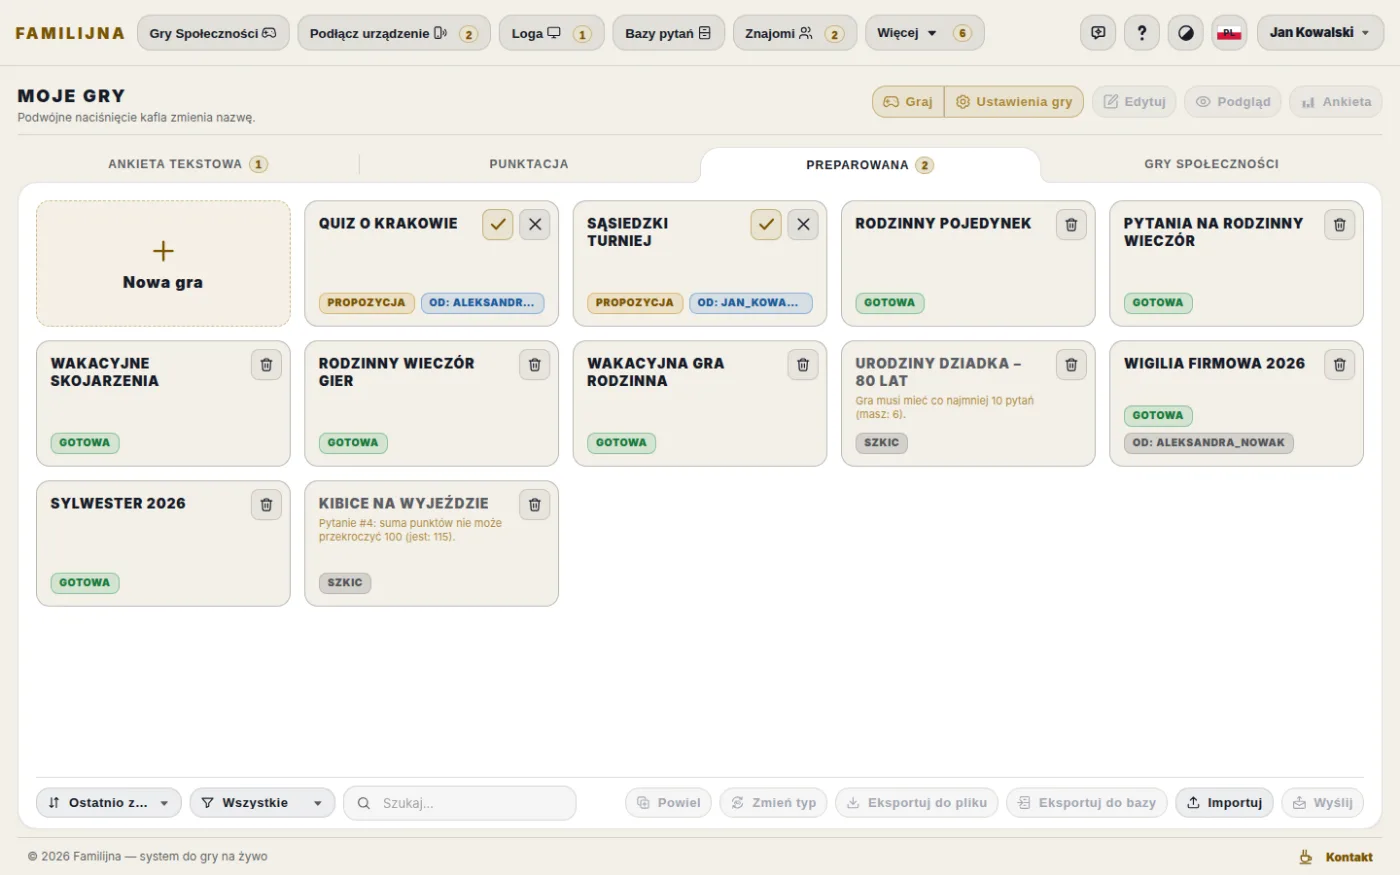 FAMILIJNA
Gry Społeczności
Podłącz urządzenie 2
Loga 1
Bazy pytań
Znajomi 2
Więcej 6
?
PL
Jan Kowalski
MOJE GRY
Podwójne naciśnięcie kafla zmienia nazwę.
Graj
Ustawienia gry
Edytuj
Podgląd
Ankieta
ANKIETA TEKSTOWA 1
PUNKTACJA
PREPAROWANA 2
GRY SPOŁECZNOŚCI
Nowa gra
QUIZ O KRAKOWIE
PROPOZYCJA
OD: ALEKSANDR...
SĄSIEDZKI
TURNIEJ
PROPOZYCJA
OD: JAN_KOWA...
RODZINNY POJEDYNEK
GOTOWA
PYTANIA NA RODZINNY
WIECZÓR
GOTOWA
WAKACYJNE
SKOJARZENIA
GOTOWA
RODZINNY WIECZÓR
GIER
GOTOWA
WAKACYJNA GRA
RODZINNA
GOTOWA
URODZINY DZIADKA –
80 LAT
Gra musi mieć co najmniej 10 pytań
(masz: 6).
SZKIC
WIGILIA FIRMOWA 2026
GOTOWA
OD: ALEKSANDRA_NOWAK
SYLWESTER 2026
GOTOWA
KIBICE NA WYJEŹDZIE
Pytanie #4: suma punktów nie może
przekroczyć 100 (jest: 115).
SZKIC
Ostatnio z...
Wszystkie
Szukaj...
Powiel
Zmień typ
Eksportuj do pliku
Eksportuj do bazy
Importuj
Wyślij
© 2026 Familijna — system do gry na żywo
Kontakt